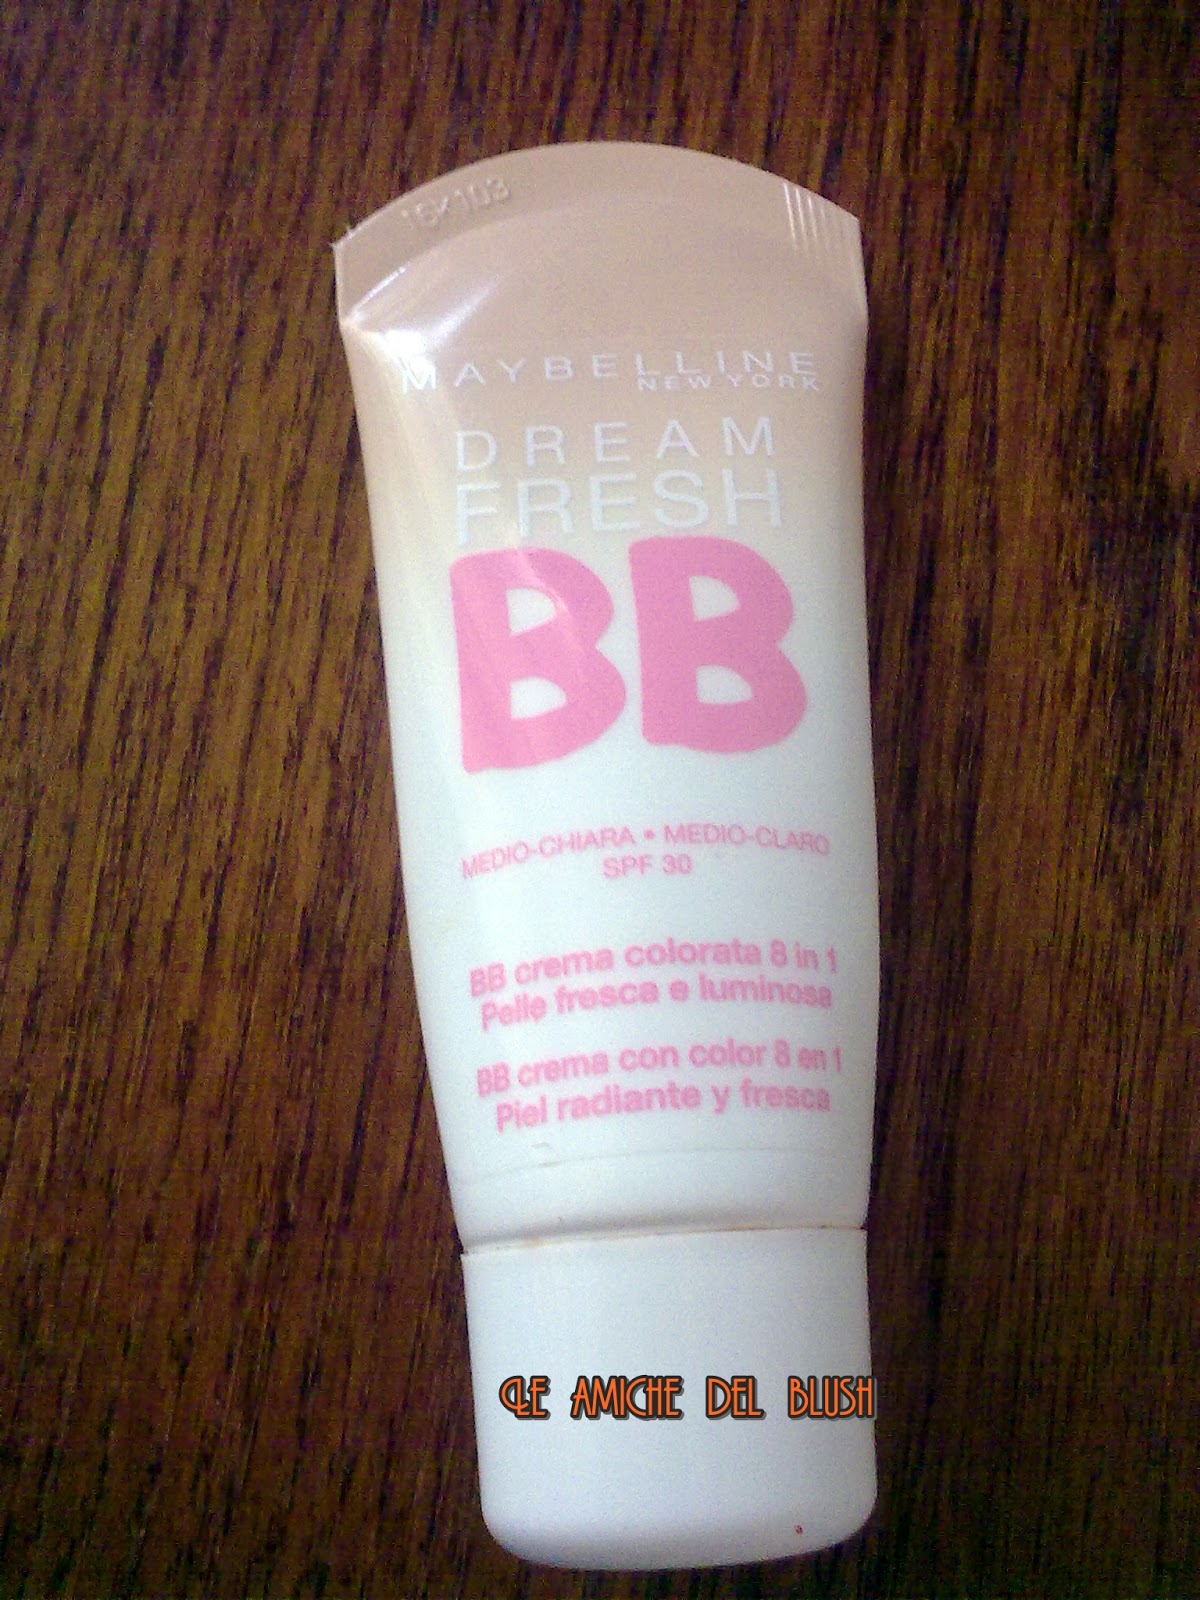 MAYBELLINE
NEW YORK
DREAM
FRESH
BB
MEDIO-CHIARA • MEDIO-CLARO
SPF 30
BB crema colorata 8 in 1
Pelle fresca e luminosa
BB crema con color 8 en 1
Piel radiante y fresca
LE AMICHE DEL BLUSH